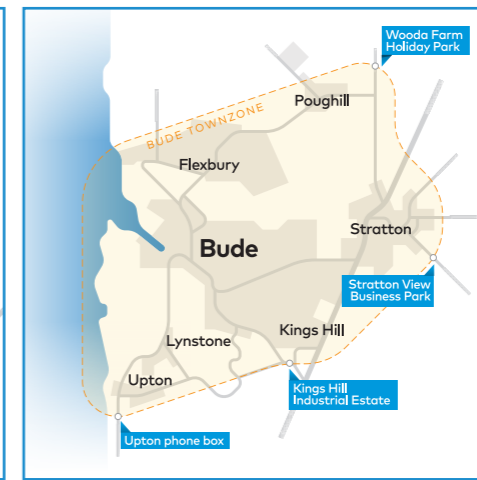 Wooda Farm
Holiday Park
Poughill
BUDE TOWNZONE
Flexbury
Stratton
Bude
Stratton View
Business Park
Kings Hill
Lynstone
Upton
Kings Hill
Industrial Estate
Upton phone box